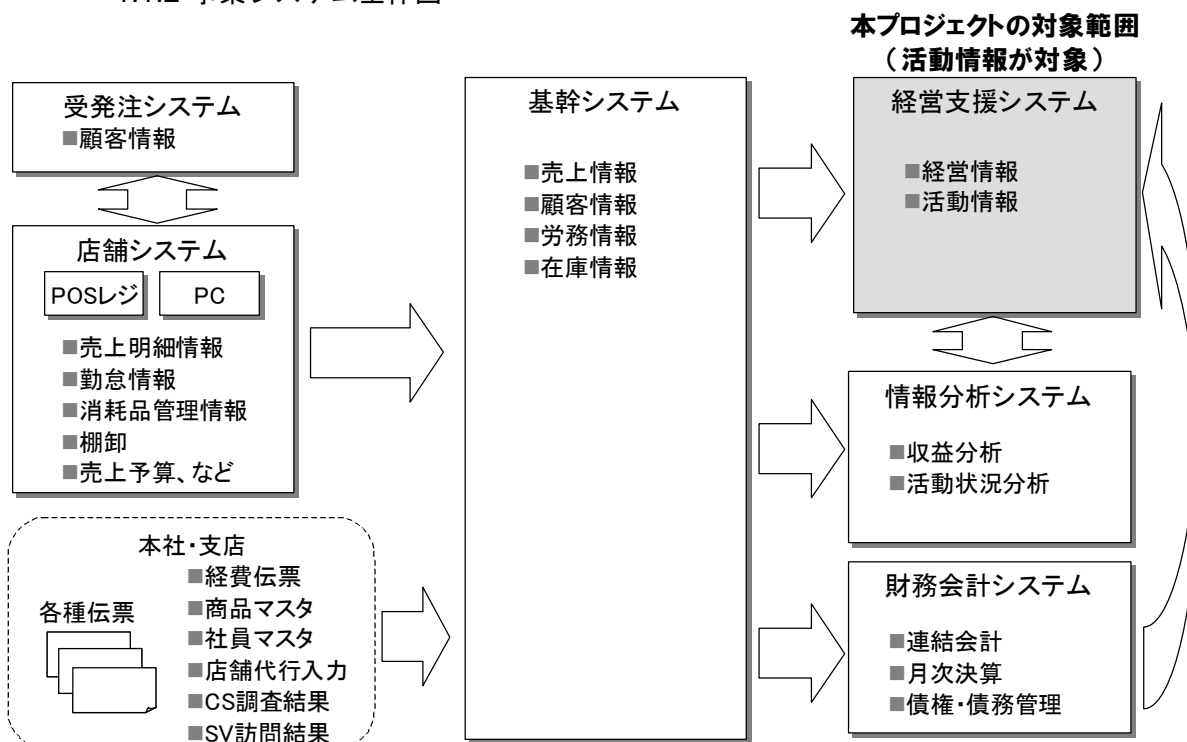 本プロジェクトの対象範囲
（活動情報が対象）
受発注システム
■顧客情報
店舗システム
POSレジ
PC
■売上明細情報
■勤怠情報
■消耗品管理情報
■棚卸
■売上予算、など
本社・支店
各種伝票
■経費伝票
■商品マスタ
■社員マスタ
■店舗代行入力
■CS調査結果
■SV訪問結果
基幹システム
■売上情報
■顧客情報
■労務情報
■在庫情報
経営支援システム
■経営情報
■活動情報
情報分析システム
■収益分析
■活動状況分析
財務会計システム
■連結会計
■月次決算
■債権・債務管理